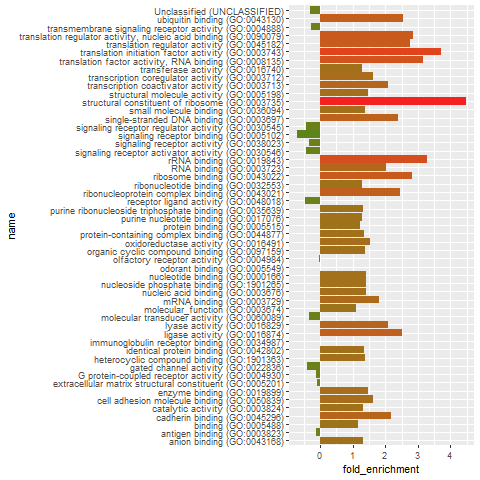 Unclassified (UNCLASSIFIED)
ubiquitin binding (GO:0043130)
transmembrane signaling receptor activity (GO:0004888)
translation regulator activity, nucleic acid binding (GO:0090079)
translation regulator activity (GO:0045182)
translation initiation factor activity (GO:0003743)
translation factor activity, RNA binding (GO:0008135)
transferase activity (GO:0016740)
transcription coregulator activity (GO:0003712)
transcription coactivator activity (GO:0003713)
structural molecule activity (GO:0005198)
structural constituent of ribosome (GO:0003735)
small molecule binding (GO:0036094)
single-stranded DNA binding (GO:0003697)
signaling receptor regulator activity (GO:0030545)
signaling receptor binding (GO:0005102)
signaling receptor activity (GO:0038023)
signaling receptor activator activity (GO:0030546)
rRNA binding (GO:0019843)
RNA binding (GO:0003723)
ribosome binding (GO:0043022)
ribonucleotide binding (GO:0032553)
ribonucleoprotein complex binding (GO:0043021)
receptor ligand activity (GO:0048018)
purine ribonucleoside triphosphate binding (GO:0035639)
purine nucleotide binding (GO:0017076)
protein binding (GO:0005515)
protein-containing complex binding (GO:0044877)
oxidoreductase activity (GO:0016491)
organic cyclic compound binding (GO:0097159)
olfactory receptor activity (GO:0004984)
odorant binding (GO:0005549)
nucleotide binding (GO:0000166)
nucleoside phosphate binding (GO:1901265)
nucleic acid binding (GO:0003676)
mRNA binding (GO:0003729)
molecular_function (GO:0003674)
molecular transducer activity (GO:0060089)
lyase activity (GO:0016829)
ligase activity (GO:0016874)
immunoglobulin receptor binding (GO:0034987)
identical protein binding (GO:0042802)
heterocyclic compound binding (GO:1901363)
gated channel activity (GO:0022836)
G protein-coupled receptor activity (GO:0004930)
extracellular matrix structural constituent (GO:0005201)
enzyme binding (GO:0019899)
cell adhesion molecule binding (GO:0050839)
catalytic activity (GO:0003824)
cadherin binding (GO:0045296)
binding (GO:0005488)
antigen binding (GO:0003823)
anion binding (GO:0043168)
name
0 1 2 3 4
fold_enrichment